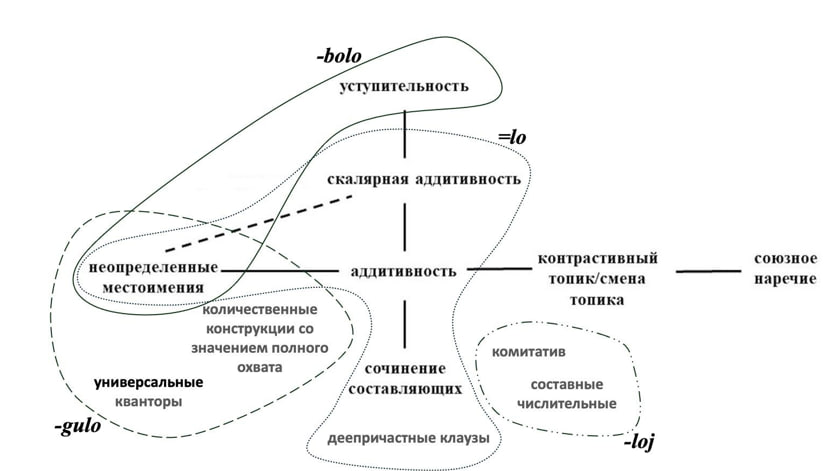 -bolo
уступительность
=lo
скалярная аддитивность
неопределенные
местоимения
аддитивность
контрастивный
топик/смена
топика
союзное
наречие
количественные
конструкции со
значением полного
охвата
сочинение
составляющих
комитатив
составные
числительные
универсальные
кванторы
-gulo
деепричастные клаузы
-loj